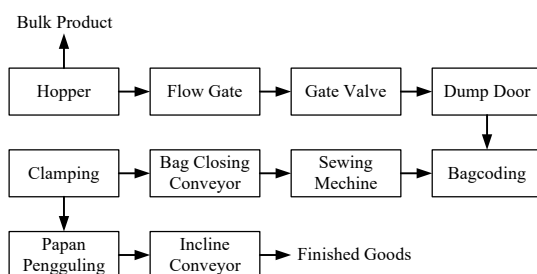 Bulk Product
Hopper
Flow Gate
Gate Valve
Dump Door
Clamping
Bag Closing
Conveyor
Sewing
Mechine
Bagcoding
Papan
Pengguling
Incline
Conveyor
Finished Goods